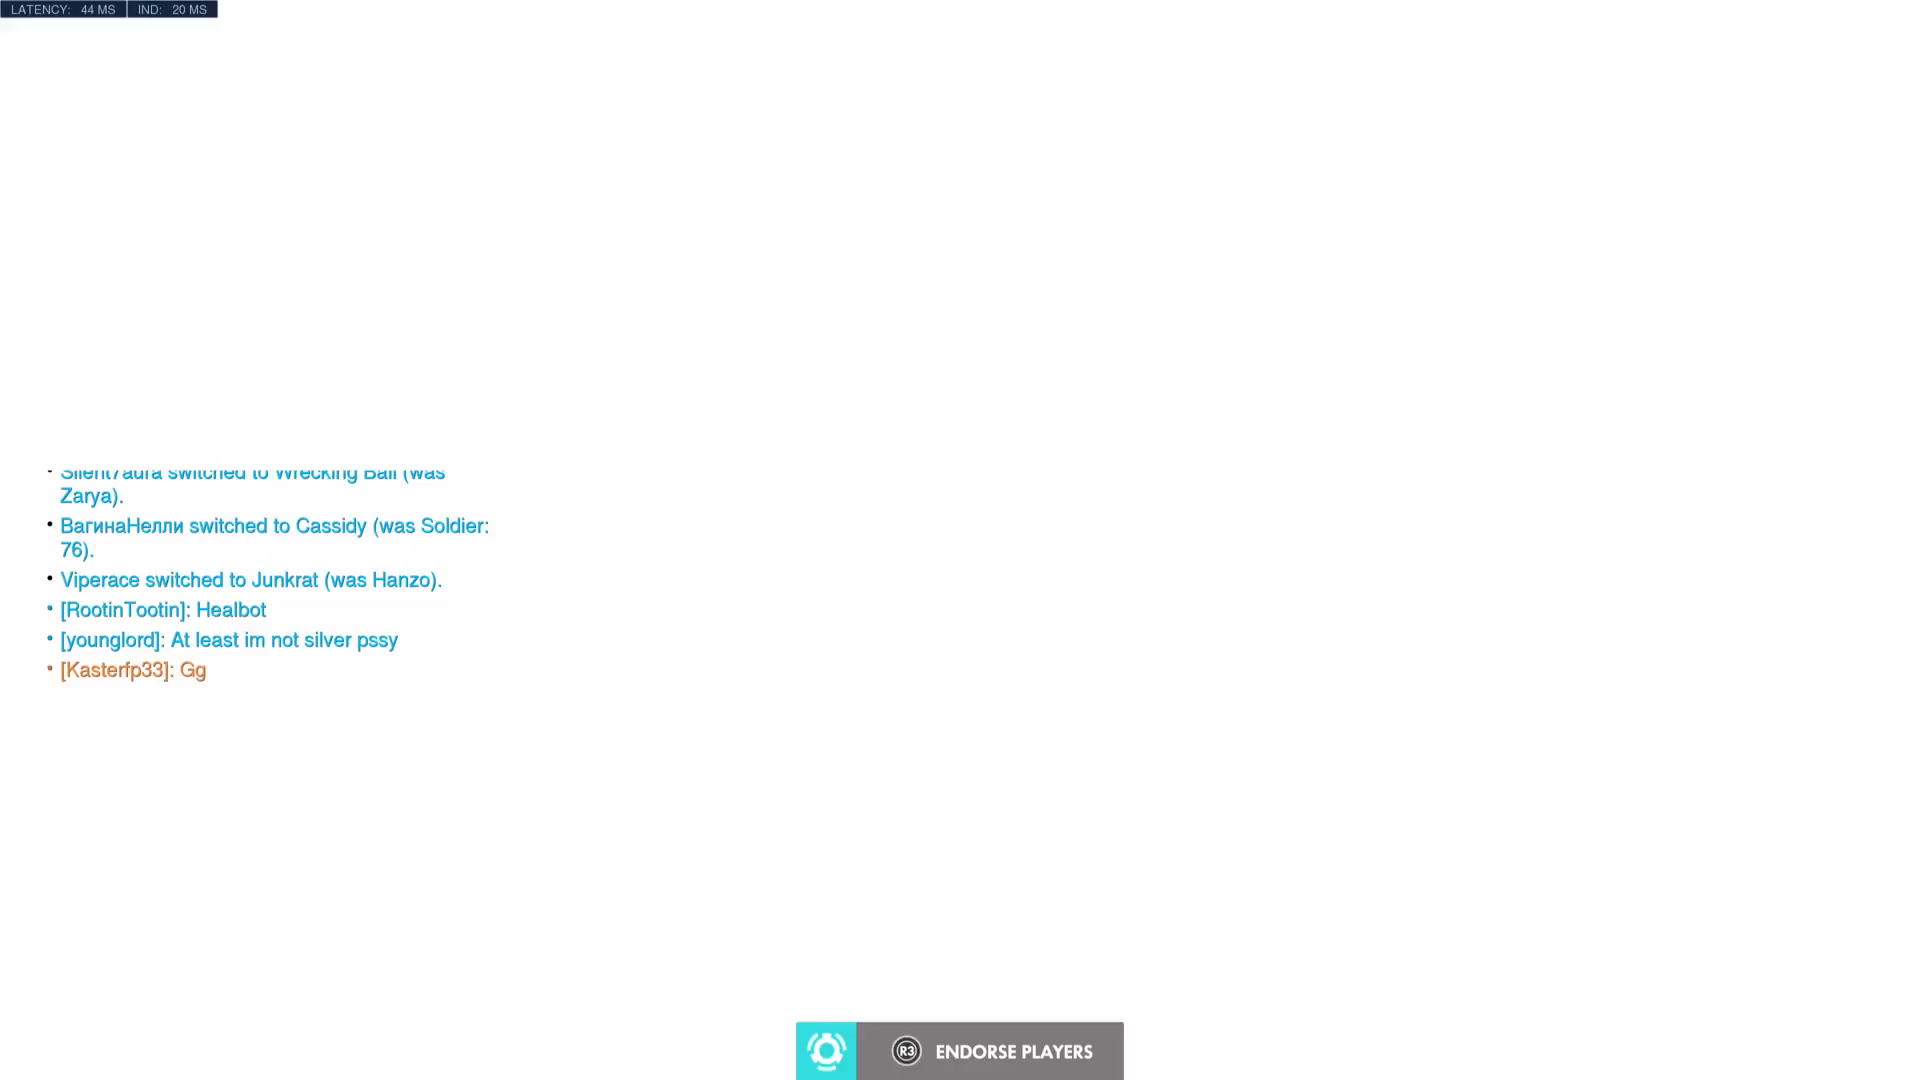 LATENCY: 44 MS IND: 20 MS
Silent7aura switched to Wrecking Ball (was
Zarya).
ВагинаНелли switched to Cassidy (was Soldier:
76).
Viperace switched to Junkrat (was Hanzo).
[RootinTootin]: Healbot
[younglord]: At least im not silver pssy
[Kasterfp33]: Gg
R3 ENDORSE PLAYERS